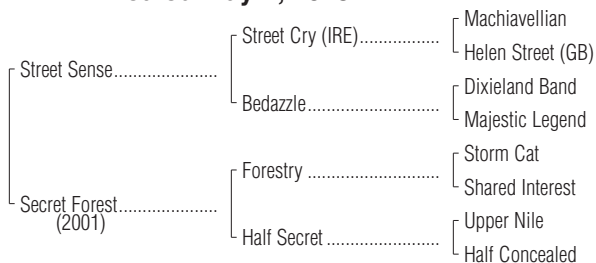 Machiavellian
Street Cry (IRE)....................
Helen Street (GB)
Street Sense.........................
Dixieland Band
Bedazzle................................
Majestic Legend
Storm Cat
Forestry ................................
Shared Interest
Secret Forest........................
(2001)
Upper Nile
Half Secret ...........................
Half Concealed